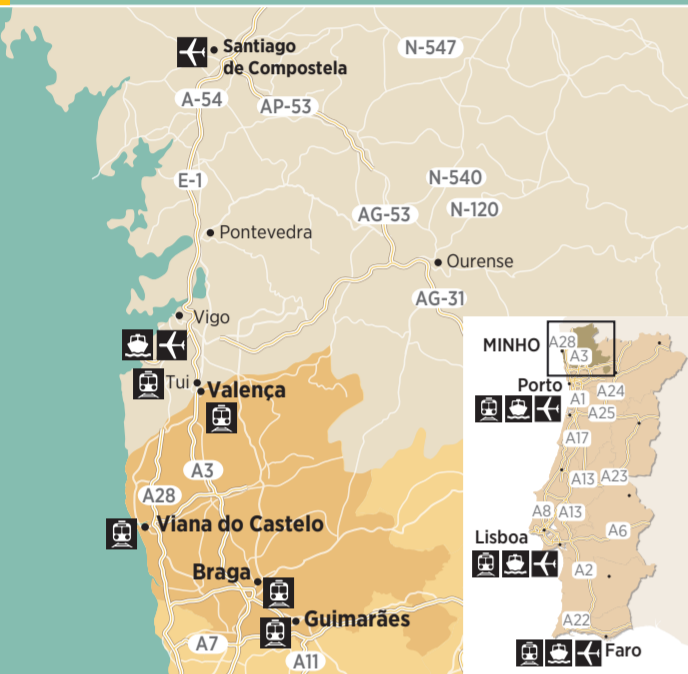 Santiago
de Compostela
N-547
A-54
AP-53
E-1
N-540
AG-53
N-120
Pontevedra
Ourense
AG-31
Vigo
Tui
Valença
A3
A28
Viana do Castelo
Braga
Guimarães
A7
A11
MINHO
A28
A3
Porto
A1
A24
A25
A17
A13
A23
A8
A13
A6
Lisboa
A2
A22
Faro